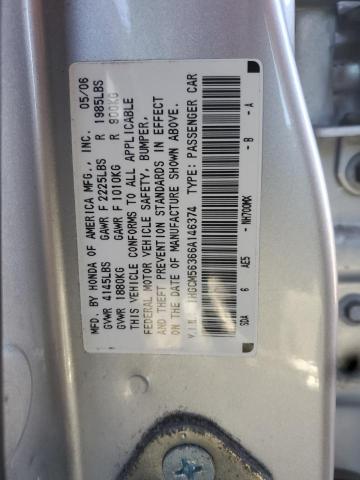 MFD. BY HONDA OF AMERICA MFG., INC. 05/06
GVWR 4145LBS GAWR F 2225LBS R 1985LBS
GVWR 1880KG GAWR F 1010KG R 900KG
THIS VEHICLE CONFORMS TO ALL APPLICABLE
FEDERAL MOTOR VEHICLE SAFETY, BUMPER,
AND THEFT PREVENTION STANDARDS IN EFFECT
ON THE DATE OF MANUFACTURE SHOWN ABOVE.
V.I.N. 1HGCM56366A146374 TYPE: PASSENGER CAR
SDA 6 AE5 - NH700MX - B - A